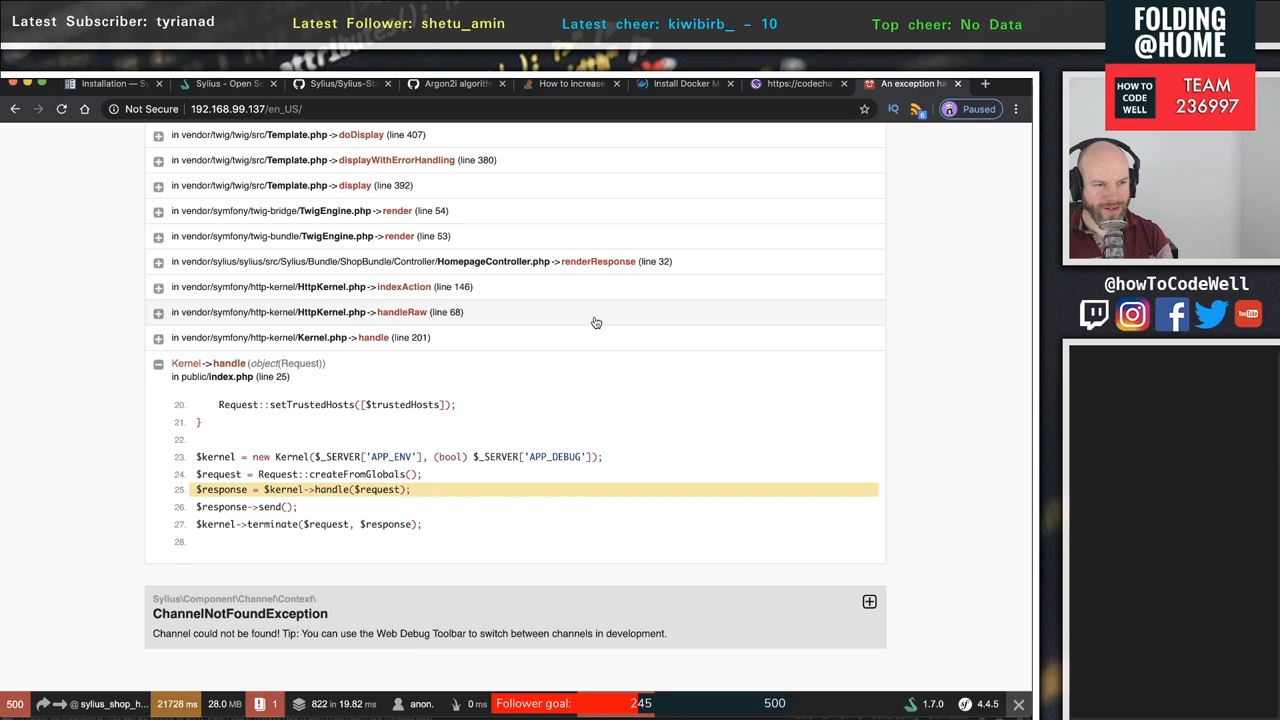 Latest Subscriber: tyrianad
Latest Follower: shetu_amin
Latest cheer: kiwibirb_ - 10
Top cheer: No Data
FOLDING
@HOME
HOW TO
CODE
WELL
TEAM
236997
Installation — Sy
Sylius - Open So
Sylius/Sylius-Sta
Argon2i algorith
How to increase
Install Docker M
https://codechal
An exception ha
Not Secure
192.168.99.137/en_US/
IQ
6
Paused
in vendor/twig/twig/src/Template.php->doDisplay (line 407)
in vendor/twig/twig/src/Template.php->displayWithErrorHandling (line 380)
in vendor/twig/twig/src/Template.php->display (line 392)
in vendor/symfony/twig-bridge/TwigEngine.php->render (line 54)
in vendor/symfony/twig-bundle/TwigEngine.php->render (line 53)
in vendor/sylius/sylius/src/Sylius/Bundle/ShopBundle/Controller/HomepageController.php->renderResponse (line 32)
in vendor/symfony/http-kernel/HttpKernel.php->indexAction (line 146)
in vendor/symfony/http-kernel/HttpKernel.php->handleRaw (line 68)
in vendor/symfony/http-kernel/Kernel.php->handle (line 201)
Kernel->handle(object(Request))
in public/index.php (line 25)
20. Request::setTrustedHosts([$trustedHosts]);
21. }
22.
23. $kernel = new Kernel($_SERVER['APP_ENV'], (bool) $_SERVER['APP_DEBUG']);
24. $request = Request::createFromGlobals();
25. $response = $kernel->handle($request);
26. $response->send();
27. $kernel->terminate($request, $response);
28.
Sylius\Component\Channel\Context\
ChannelNotFoundException
Channel could not be found! Tip: You can use the Web Debug Toolbar to switch between channels in development.
@howToCodeWell
You Tube
500
@ sylius_shop_h...
21728 ms
28.0 MB
1
822 in 19.82 ms
anon.
0 ms
Follower goal:
245
500
1.7.0
4.4.5